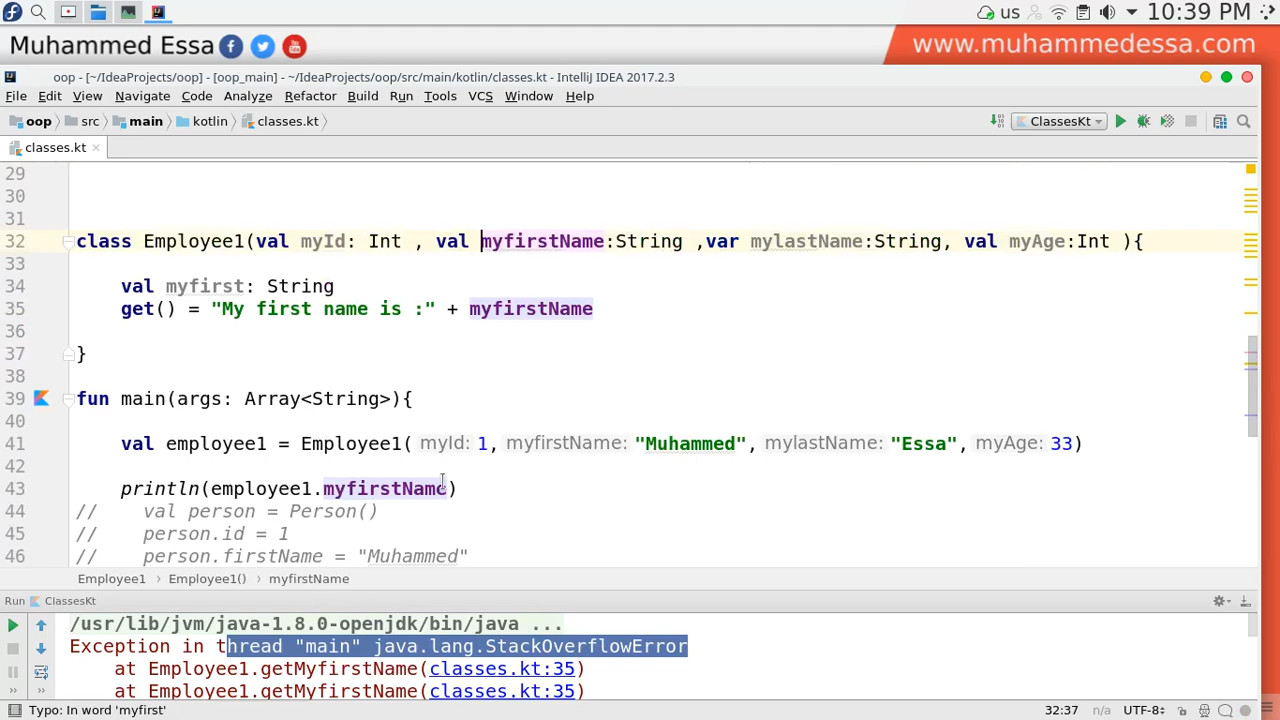 us 10:39 PM
Muhammed Essa www.muhammedessa.com
oop - [~/IdeaProjects/oop] - [oop_main] - ~/IdeaProjects/oop/src/main/kotlin/classes.kt - IntelliJ IDEA 2017.2.3
File Edit View Navigate Code Analyze Refactor Build Run Tools VCS Window Help
oop src main kotlin classes.kt ClassesKt
classes.kt
29
30
31
32 class Employee1(val myId: Int , val myfirstName:String ,var mylastName:String, val myAge:Int ){
33
34 val myfirst: String
35 get() = "My first name is :" + myfirstName
36
37 }
38
39 fun main(args: Array<String>){
40
41 val employee1 = Employee1( myId: 1, myfirstName: "Muhammed", mylastName: "Essa", myAge: 33)
42
43 println(employee1.myfirstName)
44 // val person = Person()
45 // person.id = 1
46 // person.firstName = "Muhammed"
Employee1 › Employee1() › myfirstName
Run ClassesKt
/usr/lib/jvm/java-1.8.0-openjdk/bin/java ...
Exception in thread "main" java.lang.StackOverflowError
at Employee1.getMyfirstName(classes.kt:35)
at Employee1.getMyfirstName(classes.kt:35)
Typo: In word 'myfirst' 32:37 n/a UTF-8